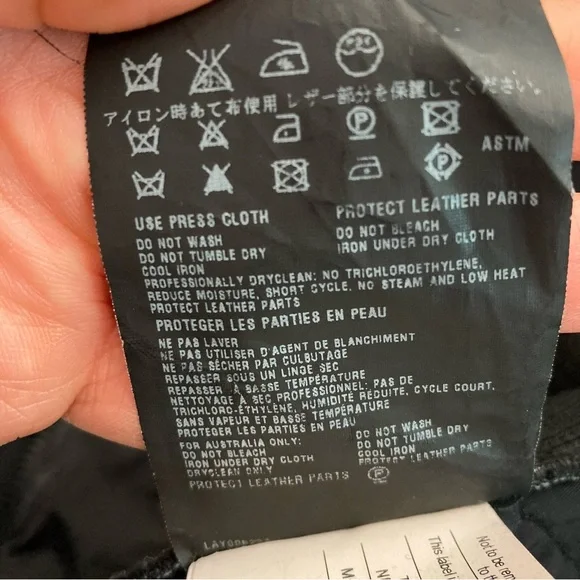 アイロン時あて布使用 レザー部分を保護してください。
P
ASTM
P
USE PRESS CLOTH
PROTECT LEATHER PARTS
DO NOT WASH
DO NOT BLEACH
DO NOT TUMBLE DRY
IRON UNDER DRY CLOTH
COOL IRON
PROFESSIONALLY DRYCLEAN: NO TRICHLOROETHYLENE,
REDUCE MOISTURE, SHORT CYCLE, NO STEAM AND LOW HEAT
PROTECT LEATHER PARTS
PROTEGER LES PARTIES EN PEAU
NE PAS LAVER
NE PAS UTILISER D'AGENT DE BLANCHIMENT
NE PAS SÉCHER PAR CULBUTAGE
REPASSER SOUS UN LINGE SEC
REPASSER À BASSE TEMPÉRATURE
NETTOYAGE À SEC PROFESSIONNEL: PAS DE
TRICHLORO-ÉTHYLÈNE, HUMIDITÉ REDUITE, CYCLE COURT,
SANS VAPEUR ET BASSE TEMPÉRATURE
PROTEGER LES PARTIES EN PEAU
FOR AUSTRALIA ONLY:
DO NOT BLEACH
IRON UNDER DRY CLOTH
DRYCLEAN ONLY
PROTECT LEATHER PARTS
DO NOT WASH
DO NOT TUMBLE DRY
COOL IRON
PROTECT LEATHER PARTS
P
Not to be
to the
This label